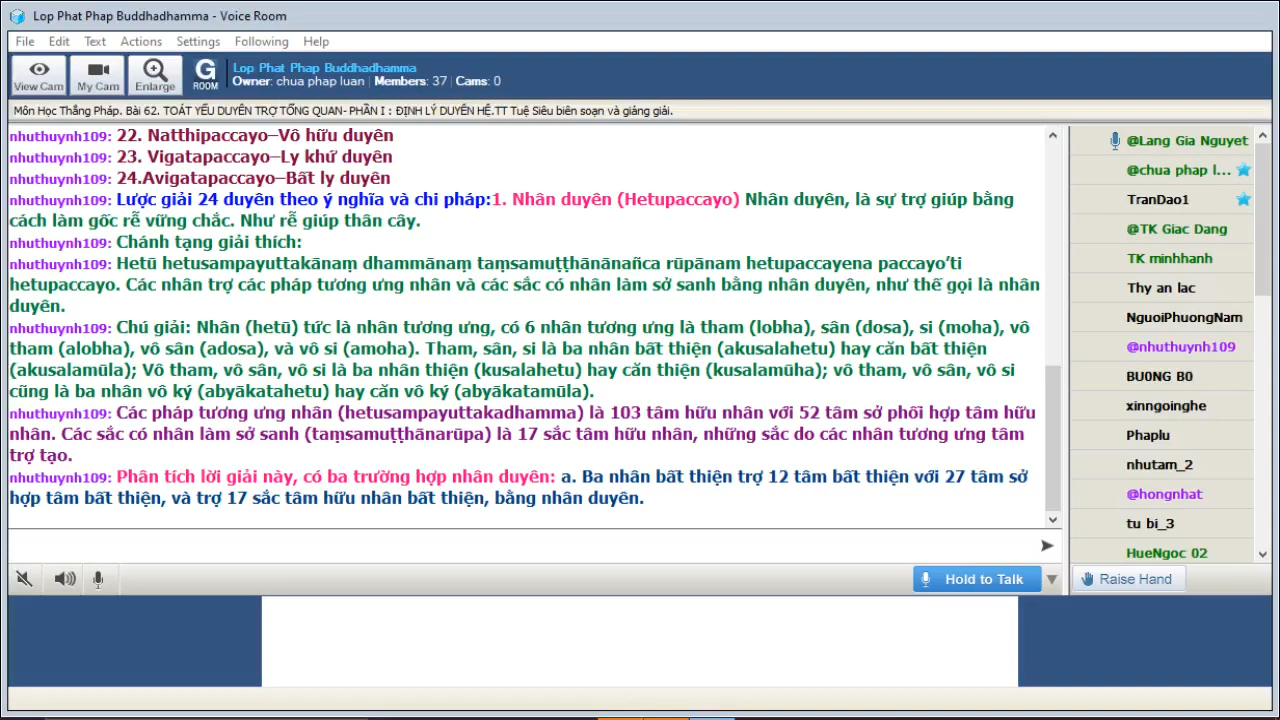 Lop Phat Phap Buddhadhamma - Voice Room
File Edit Text Actions Settings Following Help
View Cam My Cam Enlarge
G ROOM
Lop Phat Phap Buddhadhamma
Owner: chua phap luan | Members: 37 | Cams: 0
Môn Học Thắng Pháp. Bài 62. TOÁT YẾU DUYÊN TRỢ TỔNG QUAN- PHẦN I : ĐỊNH LÝ DUYÊN HỆ.TT Tuệ Siêu biên soạn và giảng giải.
nhuthuynh109: 22. Natthipaccayo–Vô hữu duyên
nhuthuynh109: 23. Vigatapaccayo–Ly khứ duyên
nhuthuynh109: 24.Avigatapaccayo–Bất ly duyên
nhuthuynh109: Lược giải 24 duyên theo ý nghĩa và chi pháp:1. Nhân duyên (Hetupaccayo) Nhân duyên, là sự trợ giúp bằng
cách làm gốc rễ vững chắc. Như rễ giúp thân cây.
nhuthuynh109: Chánh tạng giải thích:
nhuthuynh109: Hetū hetusampayuttakānaṃ dhammānaṃ taṃsamuṭṭhānānañca rūpānam hetupaccayena paccayo’ti
hetupaccayo. Các nhân trợ các pháp tương ưng nhân và các sắc có nhân làm sở sanh bằng nhân duyên, như thế gọi là nhân
duyên.
nhuthuynh109: Chú giải: Nhân (hetū) tức là nhân tương ưng, có 6 nhân tương ưng là tham (lobha), sân (dosa), si (moha), vô
tham (alobha), vô sân (adosa), và vô si (amoha). Tham, sân, si là ba nhân bất thiện (akusalahetu) hay căn bất thiện
(akusalamūla); Vô tham, vô sân, vô si là ba nhân thiện (kusalahetu) hay căn thiện (kusalamūha); vô tham, vô sân, vô si
cũng là ba nhân vô ký (abyākatahetu) hay căn vô ký (abyākatamūla).
nhuthuynh109: Các pháp tương ưng nhân (hetusampayuttakadhamma) là 103 tâm hữu nhân với 52 tâm sở phối hợp tâm hữu
nhân. Các sắc có nhân làm sở sanh (taṃsamuṭṭhānarūpa) là 17 sắc tâm hữu nhân, những sắc do các nhân tương ưng tâm
trợ tạo.
nhuthuynh109: Phân tích lời giải này, có ba trường hợp nhân duyên: a. Ba nhân bất thiện trợ 12 tâm bất thiện với 27 tâm sở
hợp tâm bất thiện, và trợ 17 sắc tâm hữu nhân bất thiện, bằng nhân duyên.
@Lang Gia Nguyet
@chua phap l...
TranDao1
@TK Giac Dang
TK minhhanh
Thy an lac
NguoiPhuongNam
@nhuthuynh109
BU0NG B0
xinngoinghe
Phaplu
nhutam_2
@hongnhat
tu bi_3
HueNgoc 02
Hold to Talk
Raise Hand